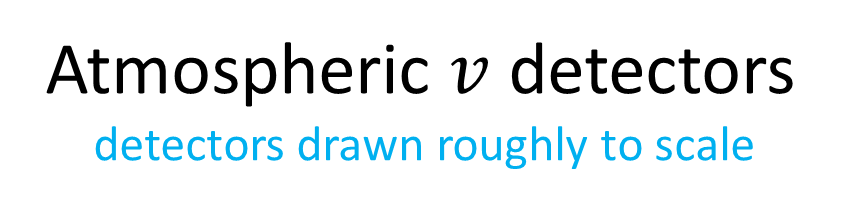 Atmospheric 𝜈 detectors
detectors drawn roughly to scale